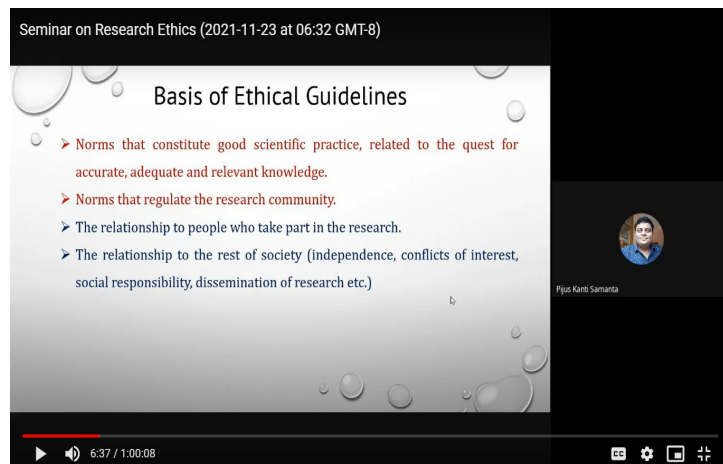 Seminar on Research Ethics (2021-11-23 at 06:32 GMT-8)
Basis of Ethical Guidelines
➢ Norms that constitute good scientific practice, related to the quest for
accurate, adequate and relevant knowledge.
➢ Norms that regulate the research community.
➢ The relationship to people who take part in the research.
➢ The relationship to the rest of society (independence, conflicts of interest,
social responsibility, dissemination of research etc.)
Pijus Kanti Samanta
6:37 / 1:00:08
CC